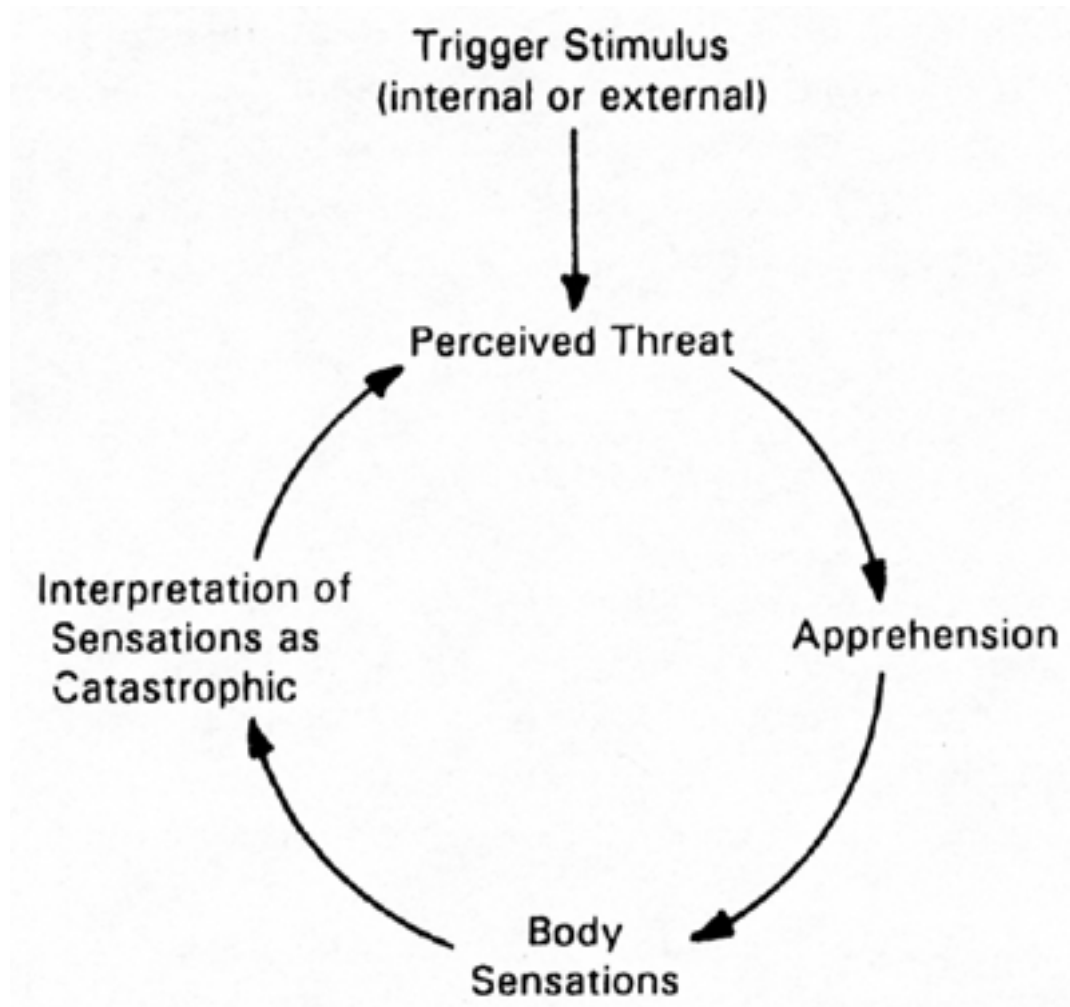 Trigger Stimulus
(internal or external)
Perceived Threat
Apprehension
Body
Sensations
Interpretation of
Sensations as
Catastrophic